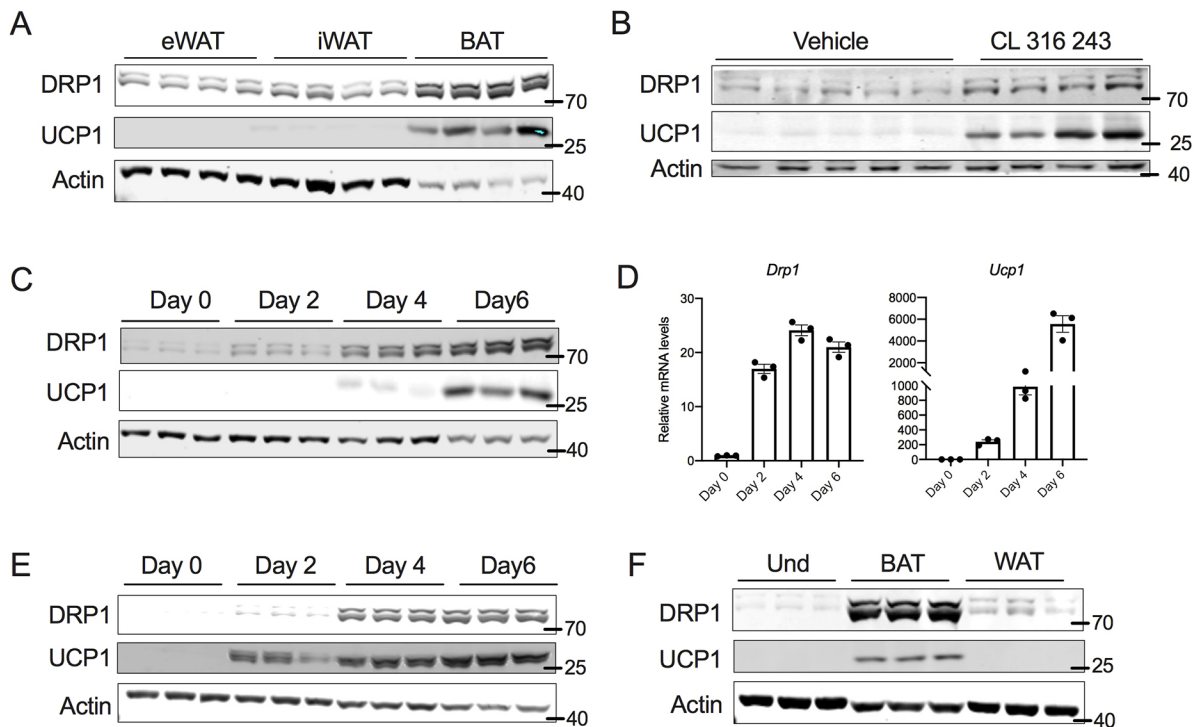 A
eWAT iWAT BAT
DRP1
70
UCP1
25
Actin
40
B
Vehicle CL 316 243
DRP1
70
UCP1
25
Actin
40
C
Day 0 Day 2 Day 4 Day6
DRP1
70
UCP1
25
Actin
40
D
Drp1
Relative mRNA levels
30
20
10
0
Day 0 Day 2 Day 4 Day 6
Ucp1
8000
6000
4000
2000
1000
800
600
400
200
0
Day 0 Day 2 Day 4 Day 6
E
Day 0 Day 2 Day 4 Day6
DRP1
70
UCP1
25
Actin
40
F
Und BAT WAT
DRP1
70
UCP1
25
Actin
40